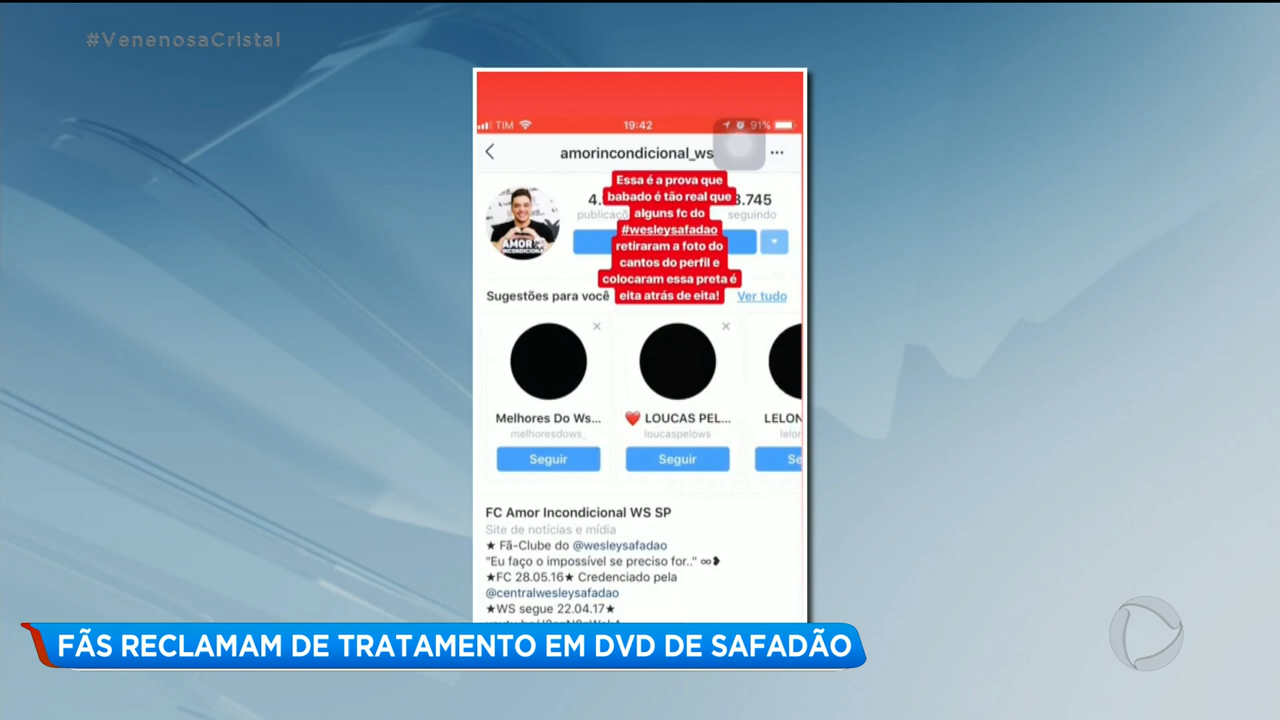 #VenenosaCristal
TIM
19:42
91%
amorincondicional_ws
Essa é a prova que
babado é tão real que
alguns fc do
#wesleysafadao
retiraram a foto do
cantos do perfil e
colocaram essa preta é
eita atrás de eita!
4.
3.745
seguindo
AMOR
INCONDICIONA
Sugestões para você
Ver tudo
Melhores Do Ws...
melhoresdows_
Seguir
❤️ LOUCAS PEL...
loucaspelows
Seguir
LELON
lelon
Se
FC Amor Incondicional WS SP
Site de notícias e mídia
★ Fã-Clube do @wesleysafadao
"Eu faço o impossível se preciso for.." ∞❥
★FC 28.05.16★ Credenciado pela
@centralwesleysafadao
★WS segue 22.04.17★
FÃS RECLAMAM DE TRATAMENTO EM DVD DE SAFADÃO